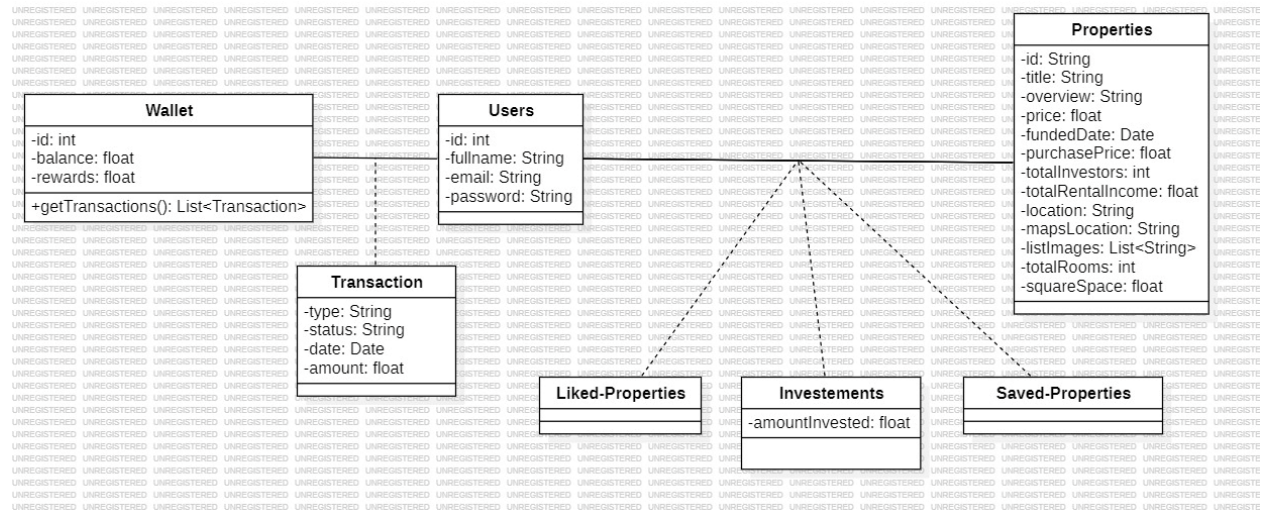 Wallet
-id: int
-balance: float
-rewards: float
+getTransactions(): List<Transaction>
Users
-id: int
-fullname: String
-email: String
-password: String
Properties
-id: String
-title: String
-overview: String
-price: float
-fundedDate: Date
-purchasePrice: float
-totalInvestors: int
-totalRentalIncome: float
-location: String
-mapsLocation: String
-listImages: List<String>
-totalRooms: int
-squareSpace: float
Transaction
-type: String
-status: String
-date: Date
-amount: float
Liked-Properties
Investements
-amountInvested: float
Saved-Properties
UNREGISTERED